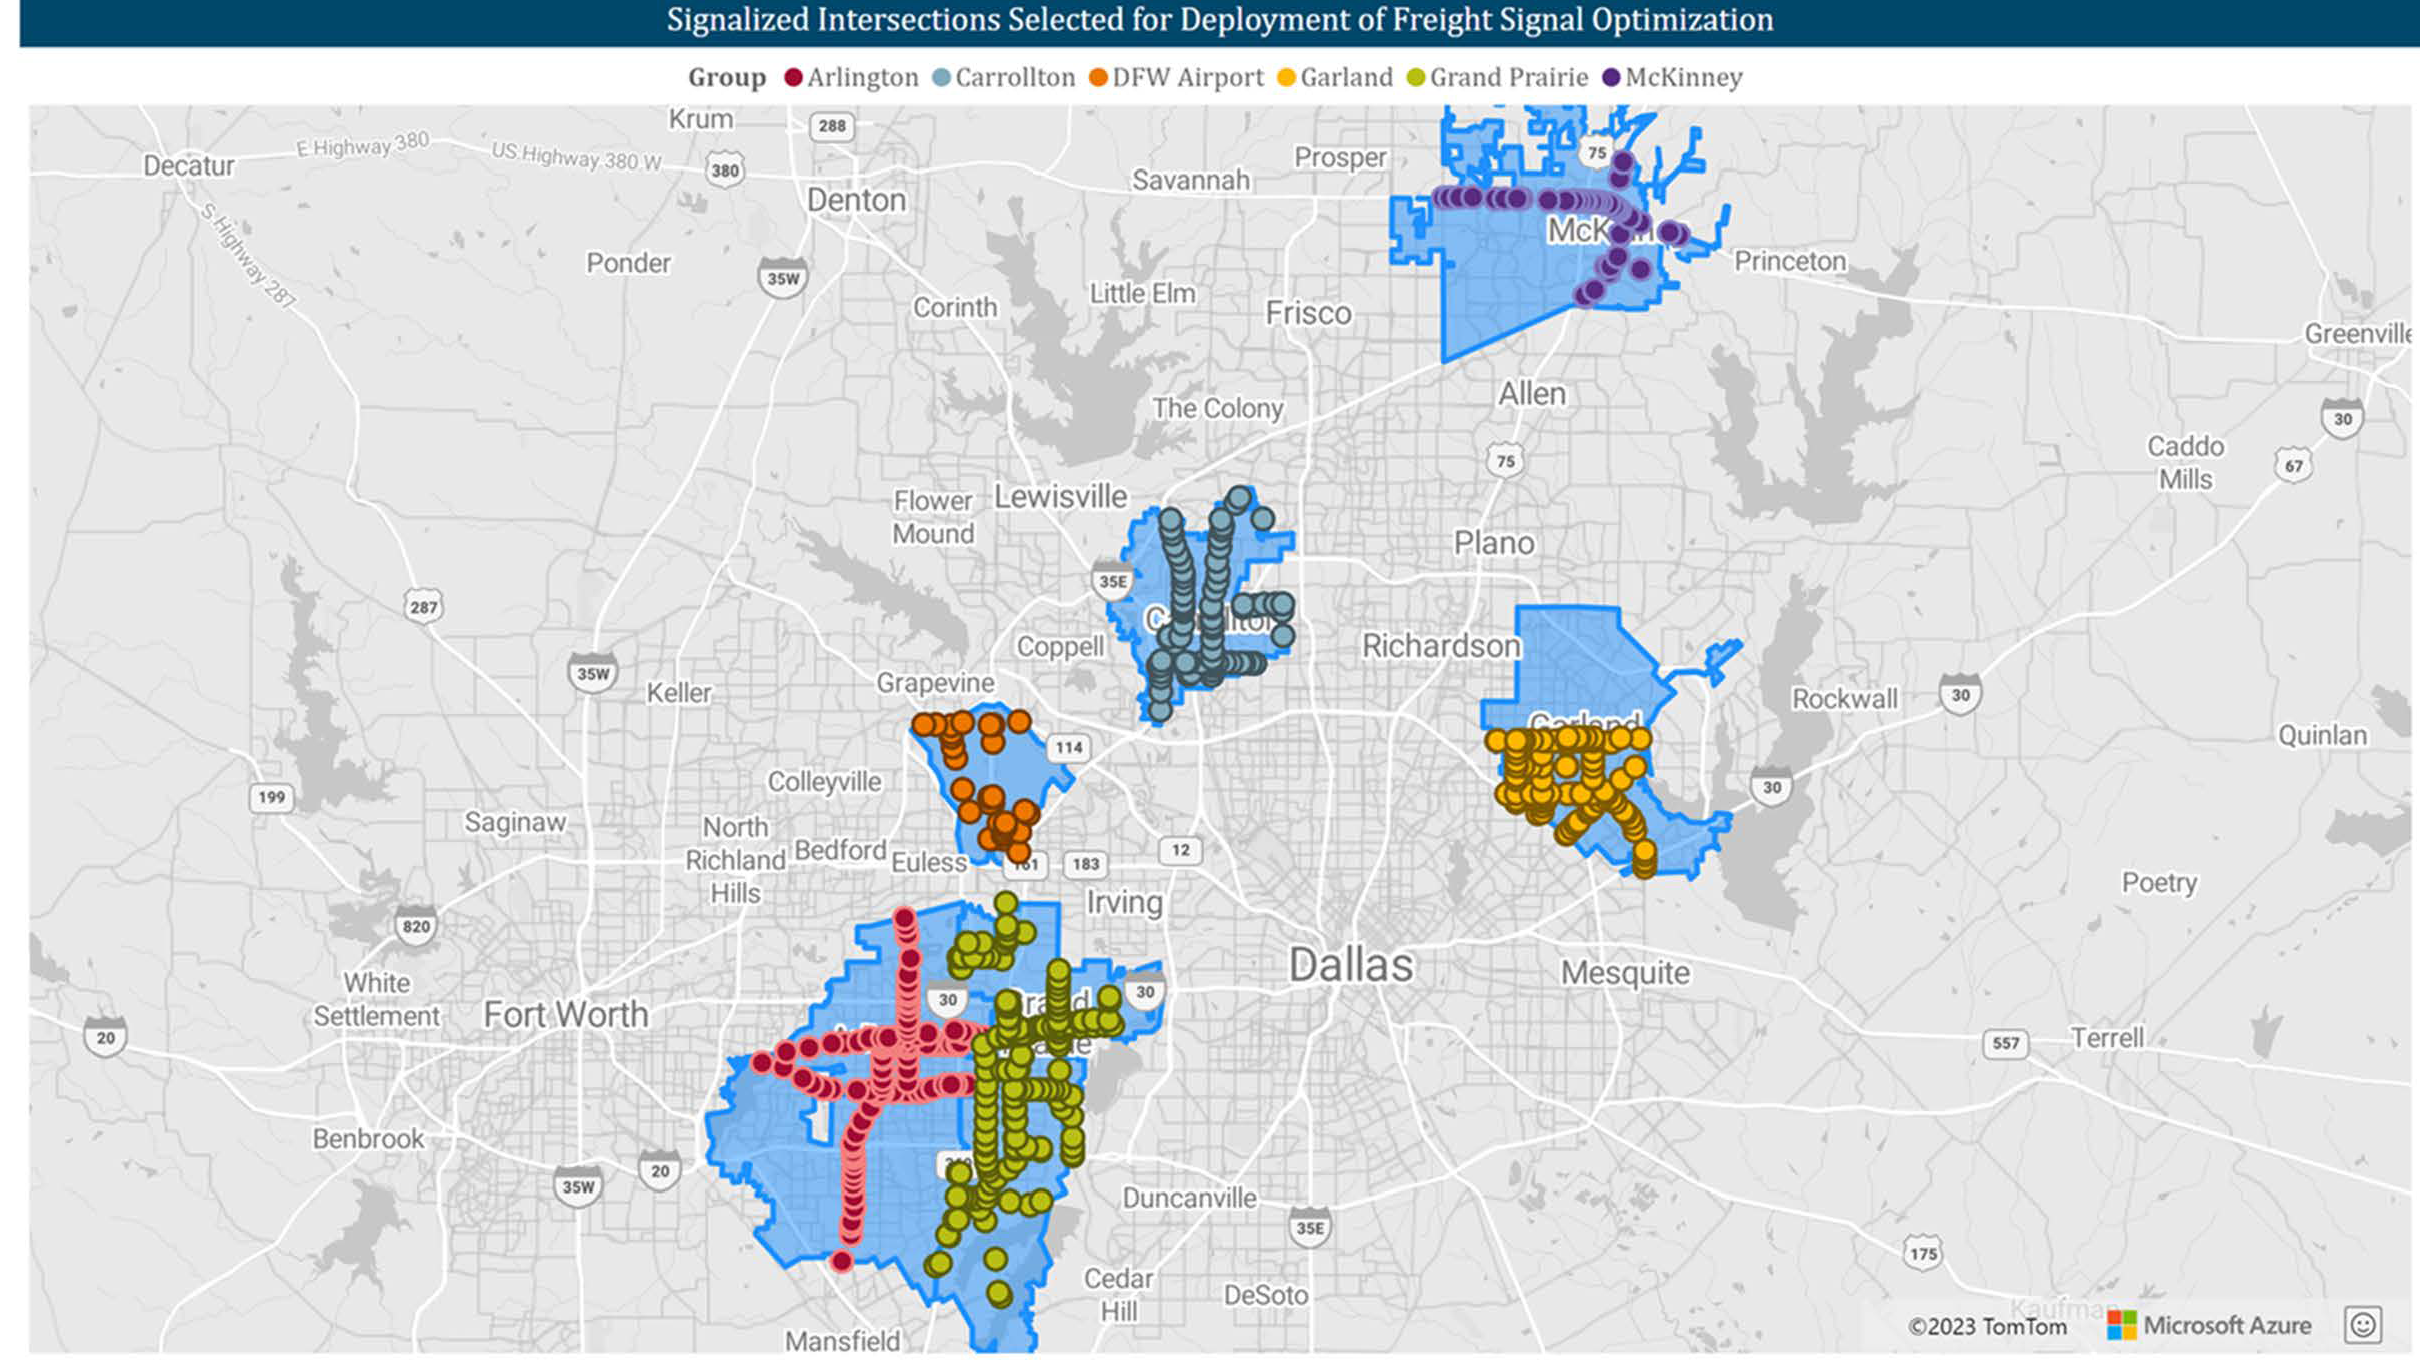 Signalized Intersections Selected for Deployment of Freight Signal Optimization
Group Arlington Carrollton DFW Airport Garland Grand Prairie McKinney
Krum
288
E Highway 380
US Highway 380 W
380
Decatur
S Highway 287
Denton
Savannah
Prosper
75
Ponder
35W
Corinth
Little Elm
Frisco
Princeton
Greenville
Allen
The Colony
75
30
Caddo
Mills
67
Flower
Mound
Lewisville
Plano
35E
287
Coppell
Richardson
35W
Keller
Grapevine
Rockwall
30
Quinlan
114
Garland
Colleyville
30
199
Saginaw
North
Richland
Hills
Bedford
Euless
183
12
Irving
Poetry
820
Dallas
Mesquite
White
Settlement
Fort Worth
30
30
20
557
Terrell
Benbrook
35W
20
Duncanville
35E
175
Cedar
Hill
DeSoto
Mansfield
Kaufman
©2023 TomTom
Microsoft Azure